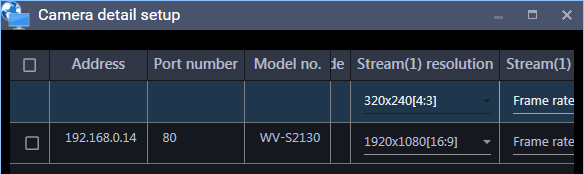 Camera detail setup
Address Port number Model no. de Stream(1) resolution Stream(1)
320x240[4:3] Frame rate
192.168.0.14 80 WV-S2130 1920x1080[16:9] Frame rate